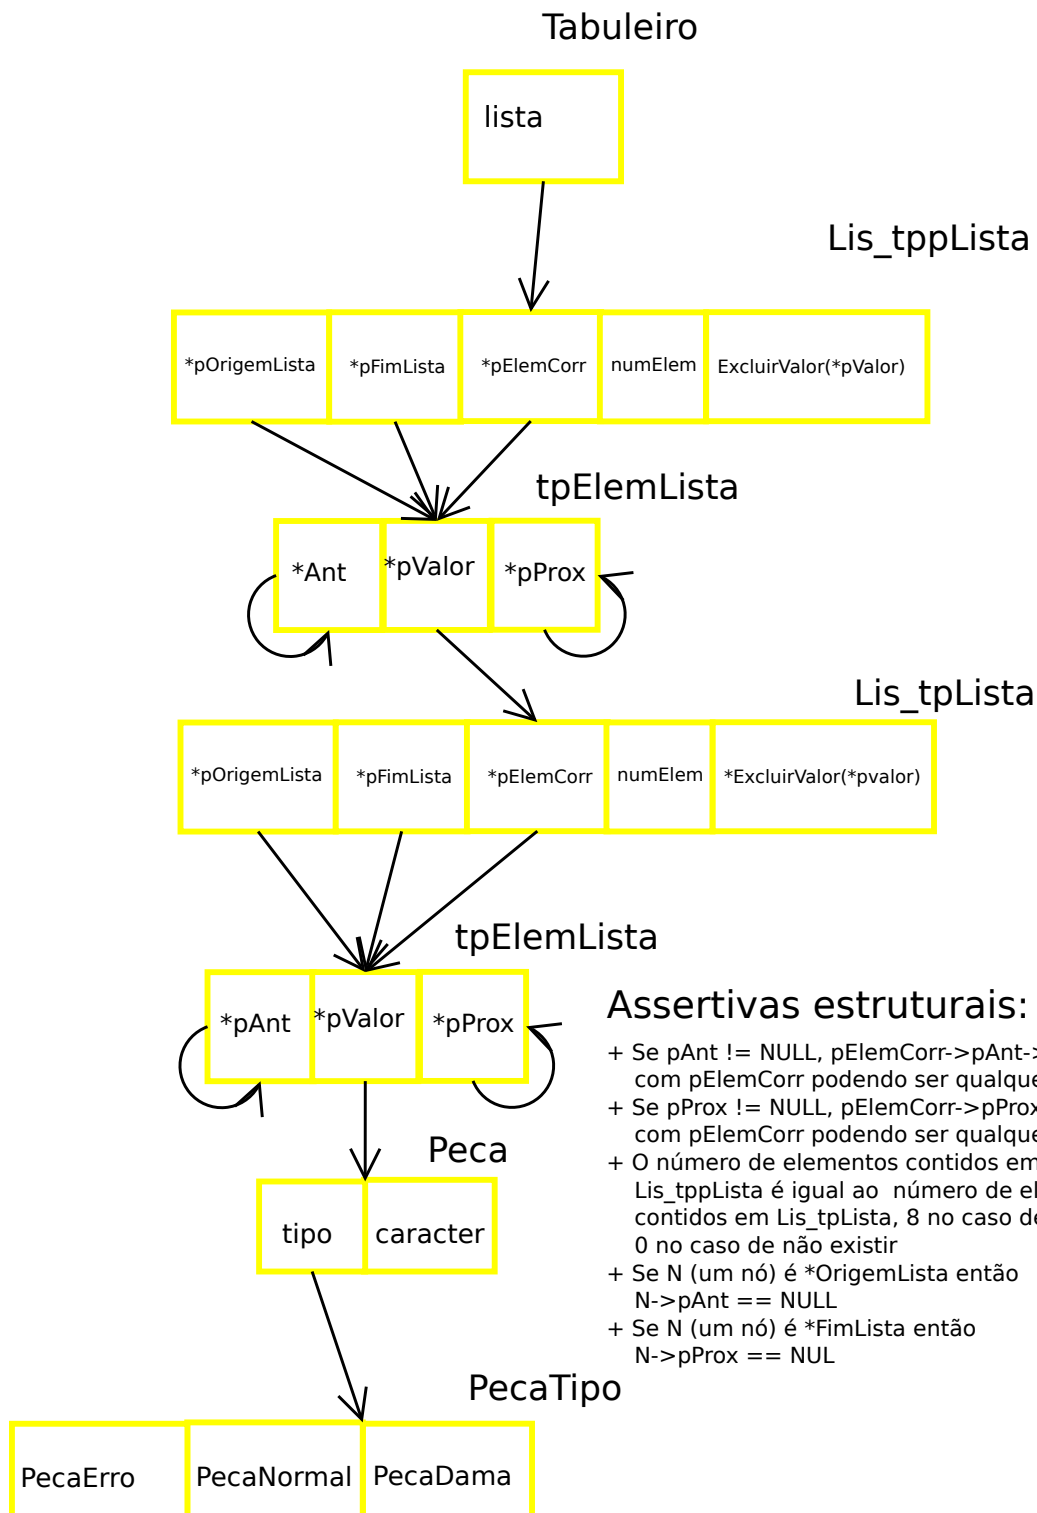 Tabuleiro
lista
Lis_tppLista
*pOrigemLista
*pFimLista
*pElemCorr
numElem
ExcluirValor(*pValor)
tpElemLista
*Ant
*pValor
*pProx
Lis_tpLista
*pOrigemLista
*pFimLista
*pElemCorr
numElem
*ExcluirValor(*pvalor)
tpElemLista
*pAnt
*pValor
*pProx
Assertivas estruturais:
+ Se pAnt != NULL, pElemCorr->pAnt->
com pElemCorr podendo ser qualque
+ Se pProx != NULL, pElemCorr->pProx
com pElemCorr podendo ser qualque
+ O número de elementos contidos em
Lis_tppLista é igual ao número de el
contidos em Lis_tpLista, 8 no caso de
0 no caso de não existir
+ Se N (um nó) é *OrigemLista então
N->pAnt == NULL
+ Se N (um nó) é *FimLista então
N->pProx == NUL
Peca
tipo
caracter
PecaTipo
PecaErro
PecaNormal
PecaDama